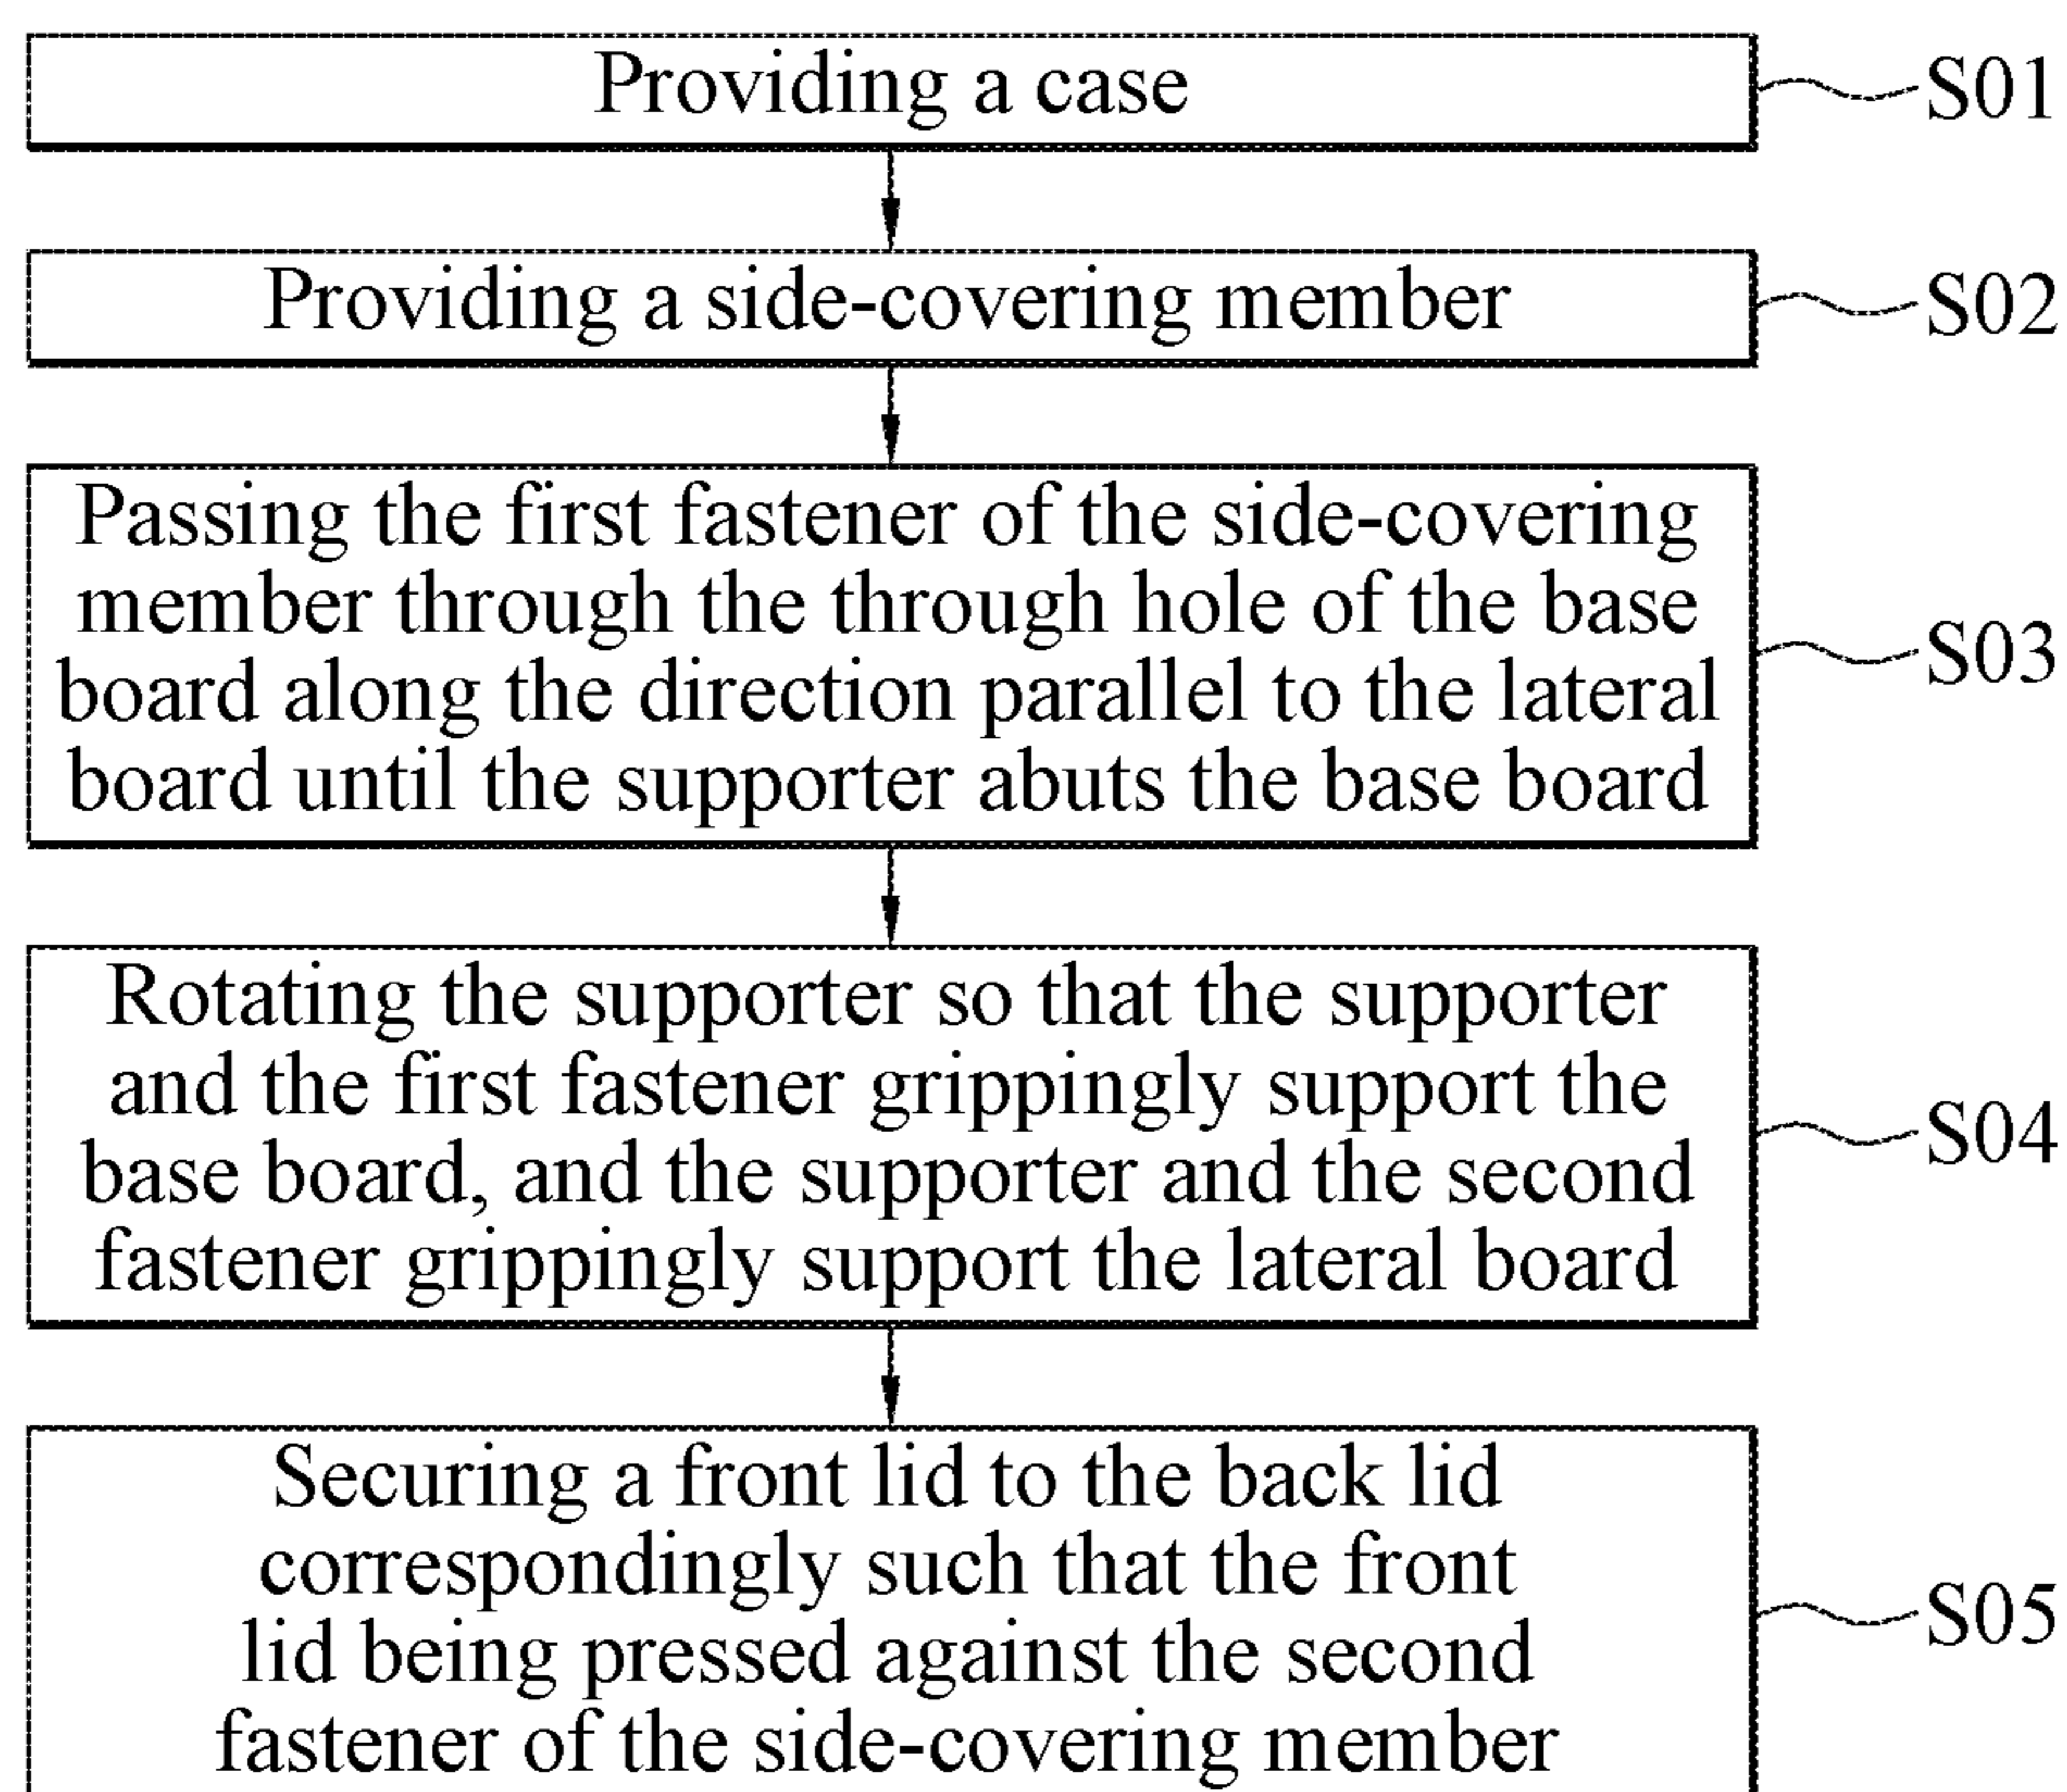 Providing a case
S01
Providing a side-covering member
S02
Passing the first fastener of the side-covering
member through the through hole of the base
board along the direction parallel to the lateral
board until the supporter abuts the base board
S03
Rotating the supporter so that the supporter
and the first fastener grippingly support the
base board, and the supporter and the second
fastener grippingly support the lateral board
S04
Securing a front lid to the back lid
correspondingly such that the front
lid being pressed against the second
fastener of the side-covering member
S05